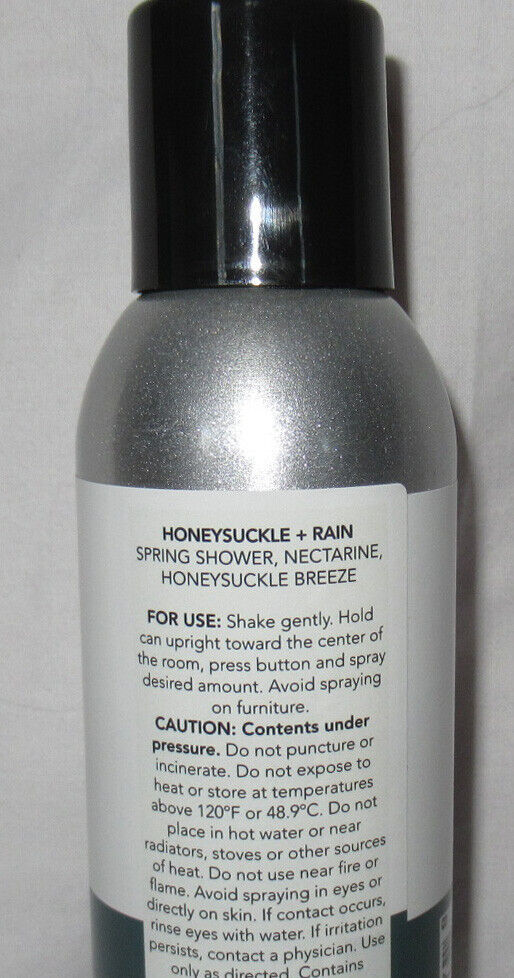 HONEYSUCKLE + RAIN
SPRING SHOWER, NECTARINE,
HONEYSUCKLE BREEZE
FOR USE: Shake gently. Hold
can upright toward the center of
the room, press button and spray
desired amount. Avoid spraying
on furniture.
CAUTION: Contents under
pressure. Do not puncture or
incinerate. Do not expose to
heat or store at temperatures
above 120ºF or 48.9ºC. Do not
place in hot water or near
radiators, stoves or other sources
of heat. Do not use near fire or
flame. Avoid spraying in eyes or
directly on skin. If contact occurs,
rinse eyes with water. If irritation
persists, contact a physician. Use
only as directed. Contains